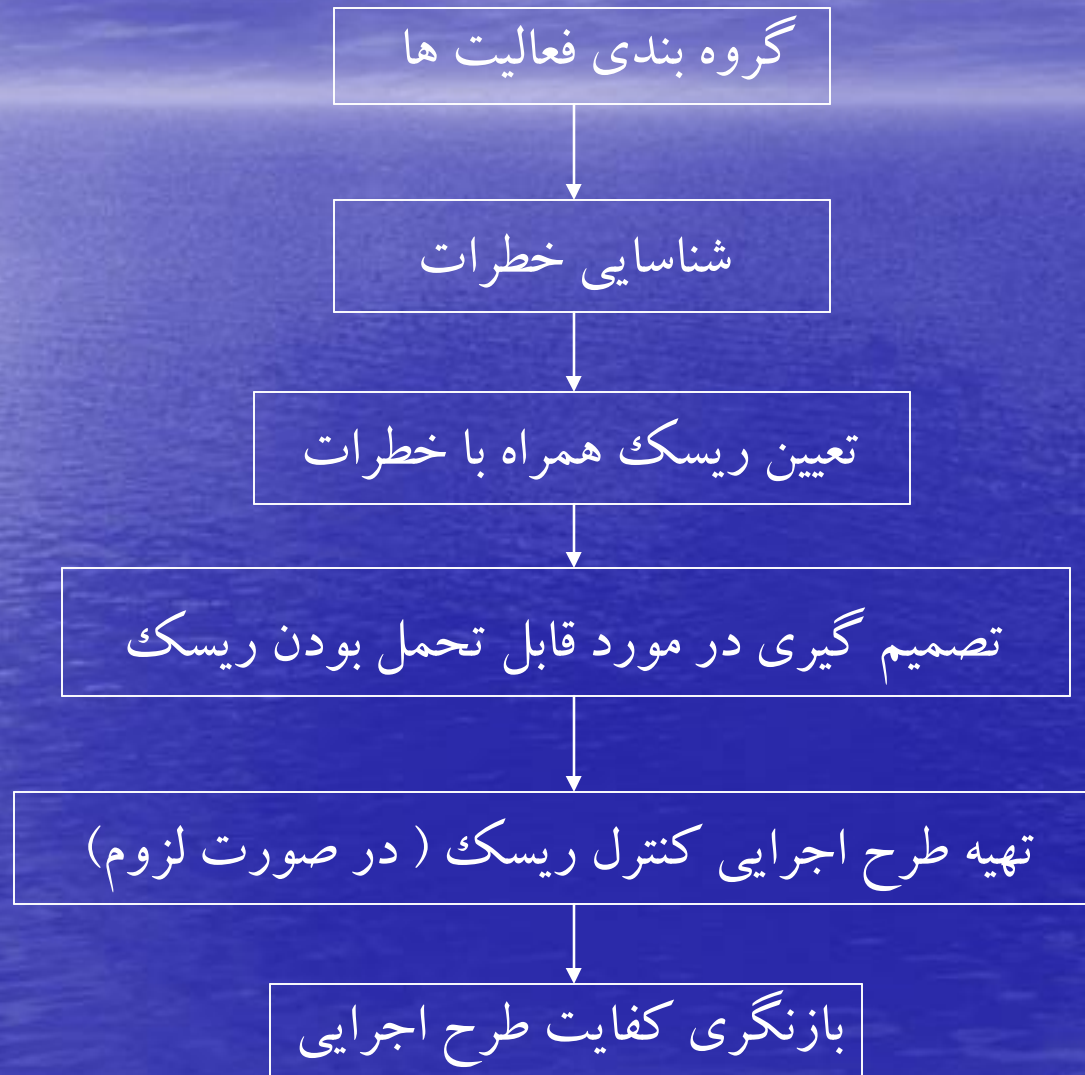 گروه بندی فعالیت ها
شناسایی خطرات
تعیین ریسک همراه با خطرات
تصمیم گیری در مورد قابل تحمل بودن ریسک
تهیه طرح اجرایی کنترل ریسک ( در صورت لزوم)
بازنگری کفایت طرح اجرایی